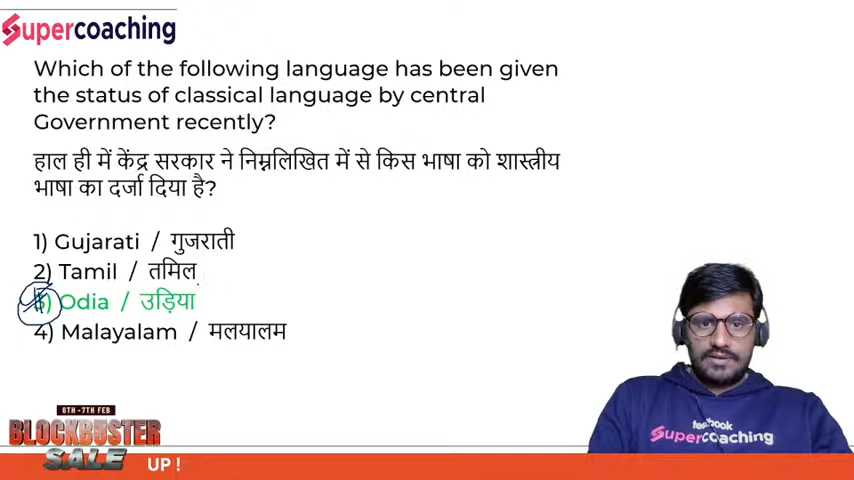 Supercoaching
Which of the following language has been given
the status of classical language by central
Government recently?
हाल ही में केंद्र सरकार ने निम्नलिखित में से किस भाषा को शास्त्रीय
भाषा का दर्जा दिया है?
1) Gujarati / गुजराती
2) Tamil / तमिल
3) Odia / उड़िया
4) Malayalam / मलयालम
testbook
Supercoaching
6TH -7TH FEB
BLOCKBUSTER
SALE
UP !